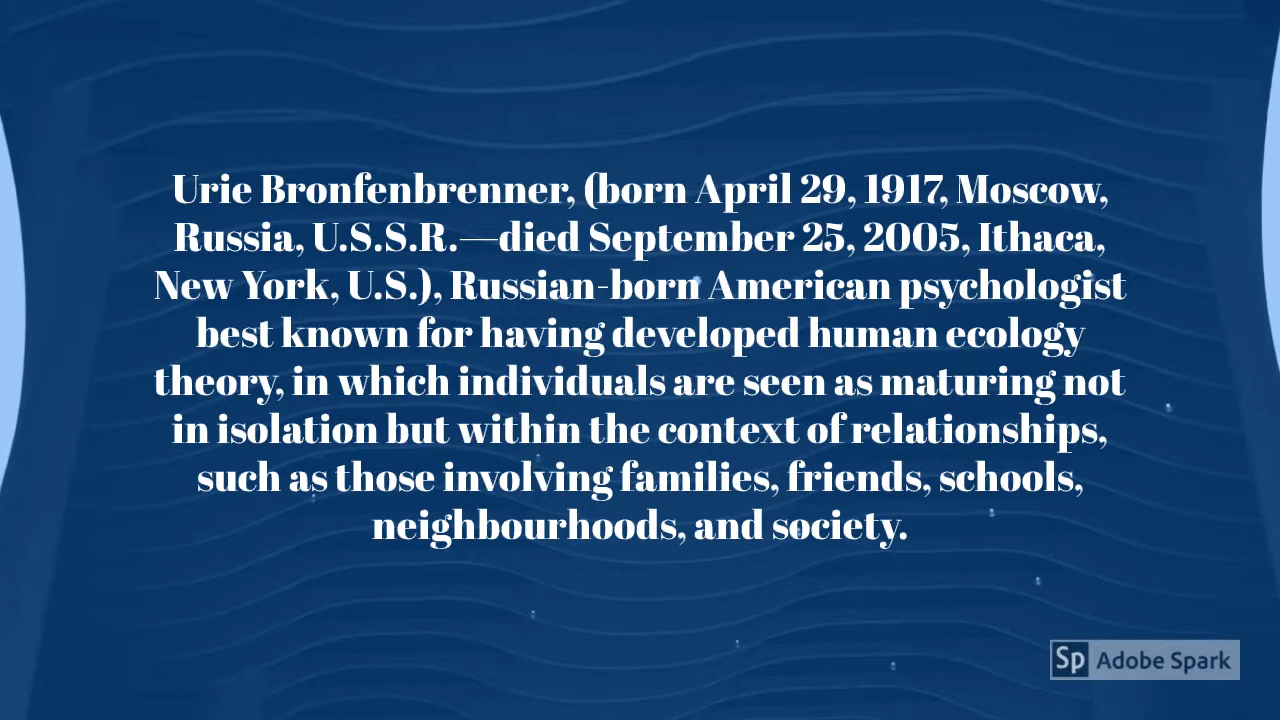 Urie Bronfenbrenner, (born April 29, 1917, Moscow,
Russia, U.S.S.R.—died September 25, 2005, Ithaca,
New York, U.S.), Russian-born American psychologist
best known for having developed human ecology
theory, in which individuals are seen as maturing not
in isolation but within the context of relationships,
such as those involving families, friends, schools,
neighbourhoods, and society.
Sp Adobe Spark